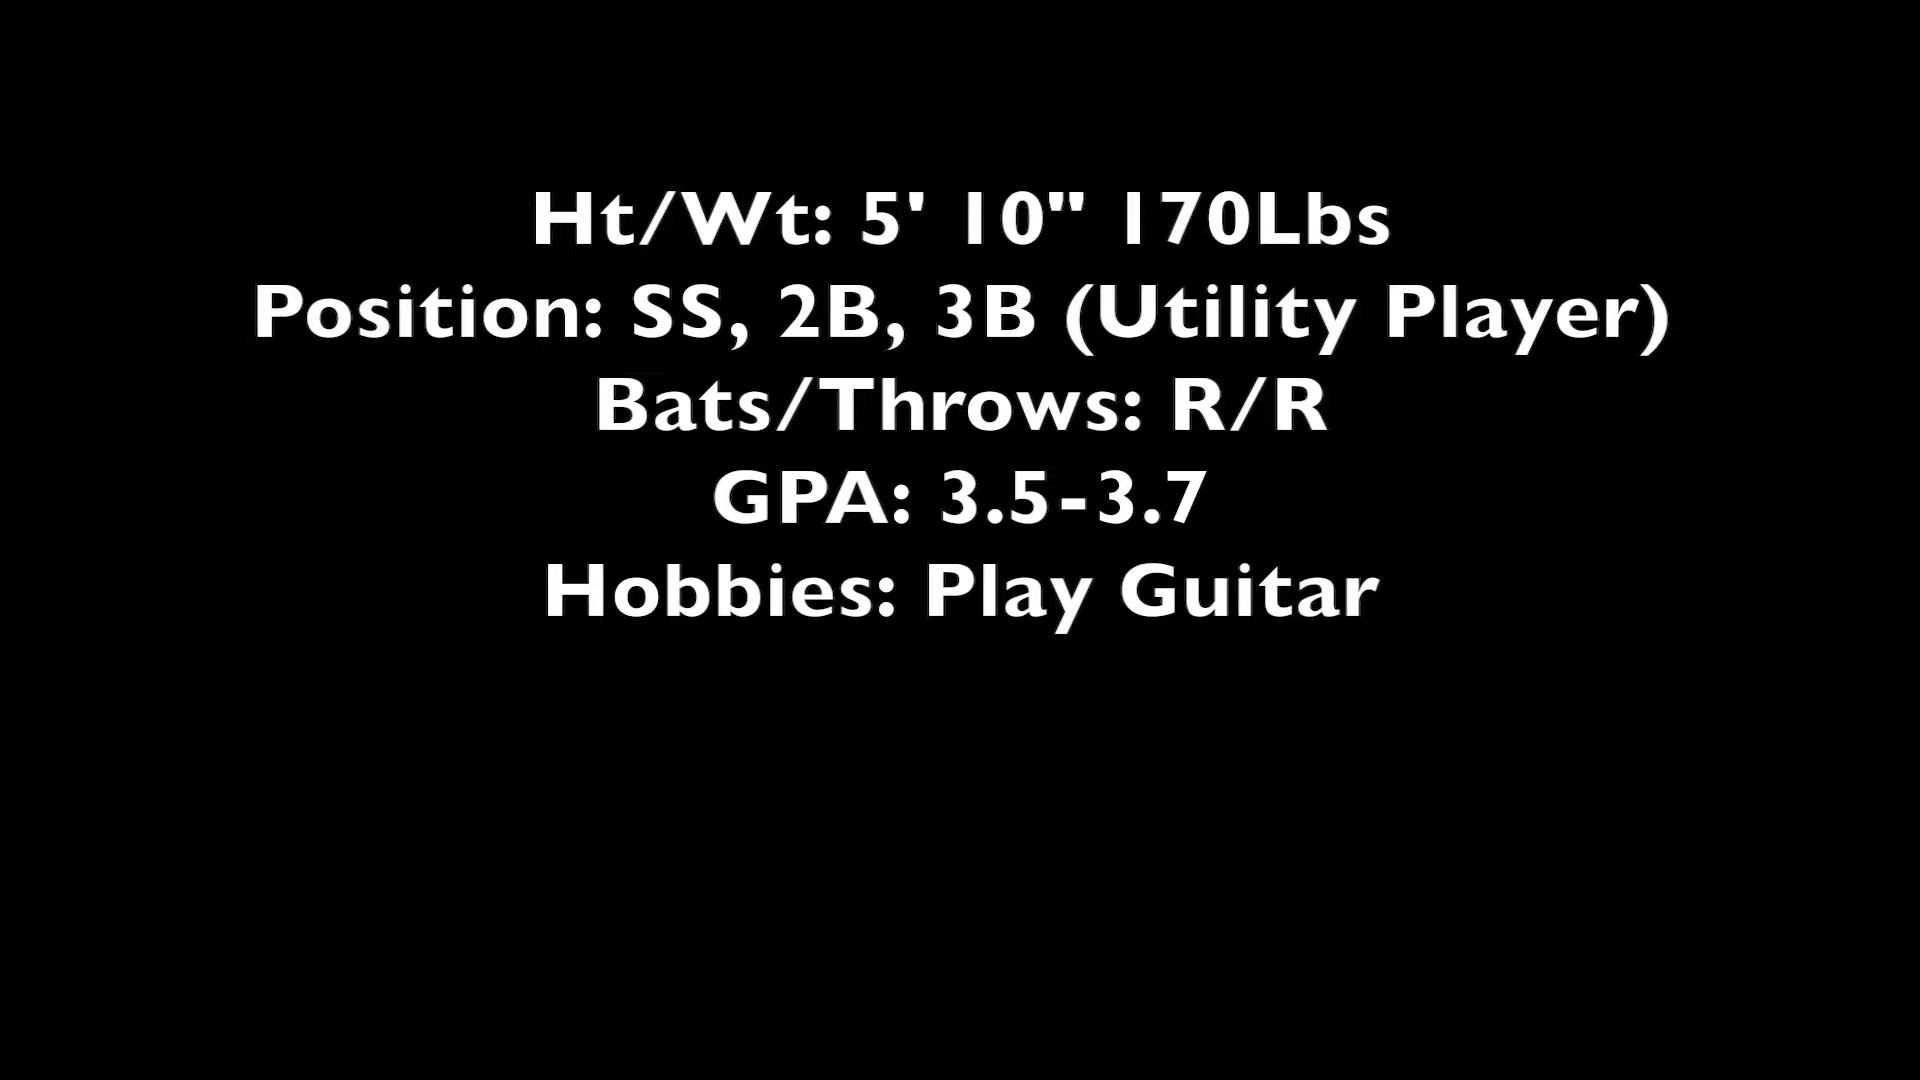 Ht/Wt: 5' 10" 170Lbs
Position: SS, 2B, 3B (Utility Player)
Bats/Throws: R/R
GPA: 3.5-3.7
Hobbies: Play Guitar